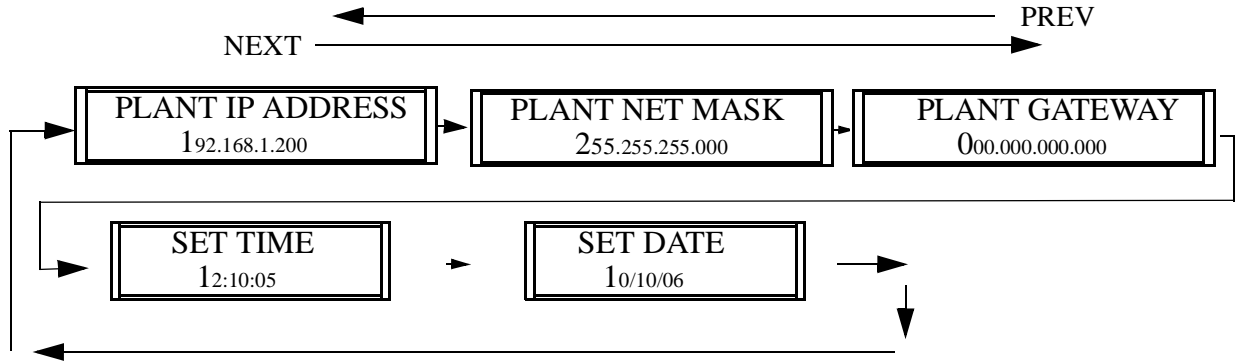 PREV
NEXT
PLANT IP ADDRESS
192.168.1.200
PLANT NET MASK
255.255.255.000
PLANT GATEWAY
000.000.000.000
SET TIME
12:10:05
SET DATE
10/10/06